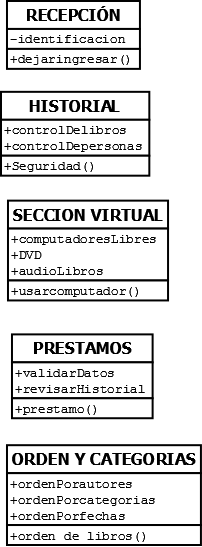 RECEPCIÓN
-identificacion
+dejaringresar()
HISTORIAL
+controlDelibros
+controlDepersonas
+Seguridad()
SECCION VIRTUAL
+computadoresLibres
+DVD
+audioLibros
+usarcomputador()
PRESTAMOS
+validarDatos
+revisarHistorial
+prestamo()
ORDEN Y CATEGORIAS
+ordenPorautores
+ordenPorcategorias
+ordenPorfechas
+orden de libros()